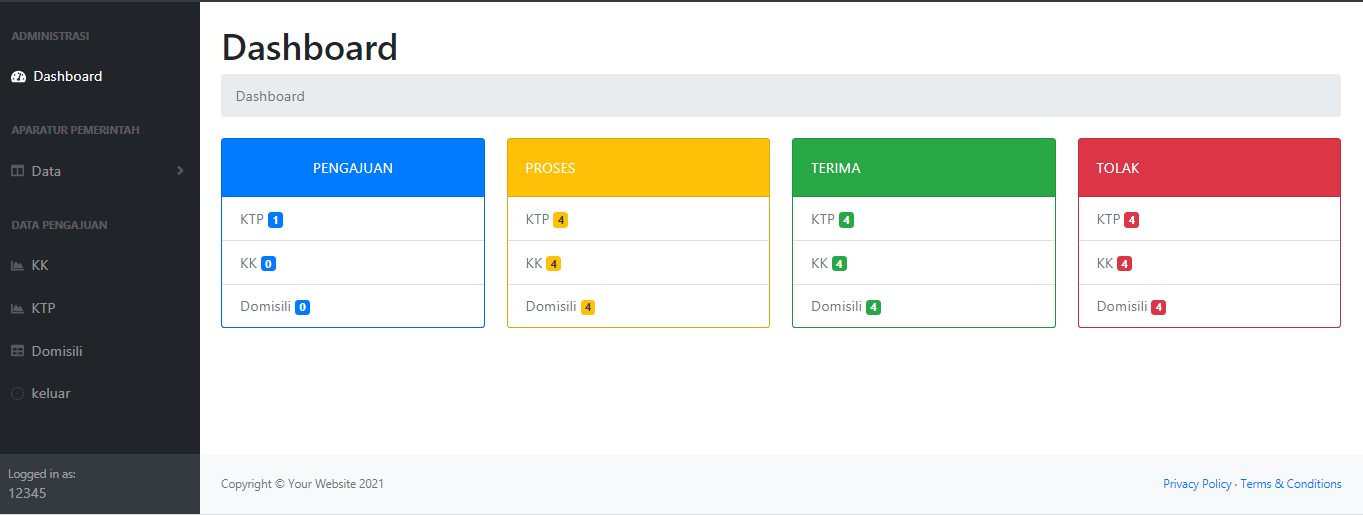 ADMINISTRASI
Dashboard
APARATUR PEMERINTAH
Data
DATA PENGAJUAN
KK
KTP
Domisili
keluar
Logged in as:
12345
Dashboard
Dashboard
PENGAJUAN
KTP 1
KK 0
Domisili 0
PROSES
KTP 4
KK 4
Domisili 4
TERIMA
KTP 4
KK 4
Domisili 4
TOLAK
KTP 4
KK 4
Domisili 4
Copyright © Your Website 2021
Privacy Policy · Terms & Conditions